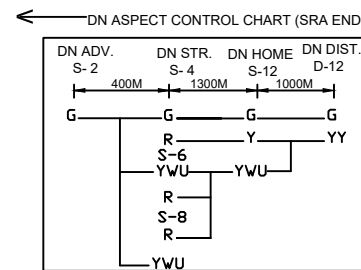 DN ASPECT CONTROL CHART (SRA END
DN ADV. DN STR. DN HOME DN DIST.
S-2 S-4 S-12 D-12
400M 1300M 1000M
G G G G
R Y YY
S-6
YWU YWU
R
S-8
R
YWU